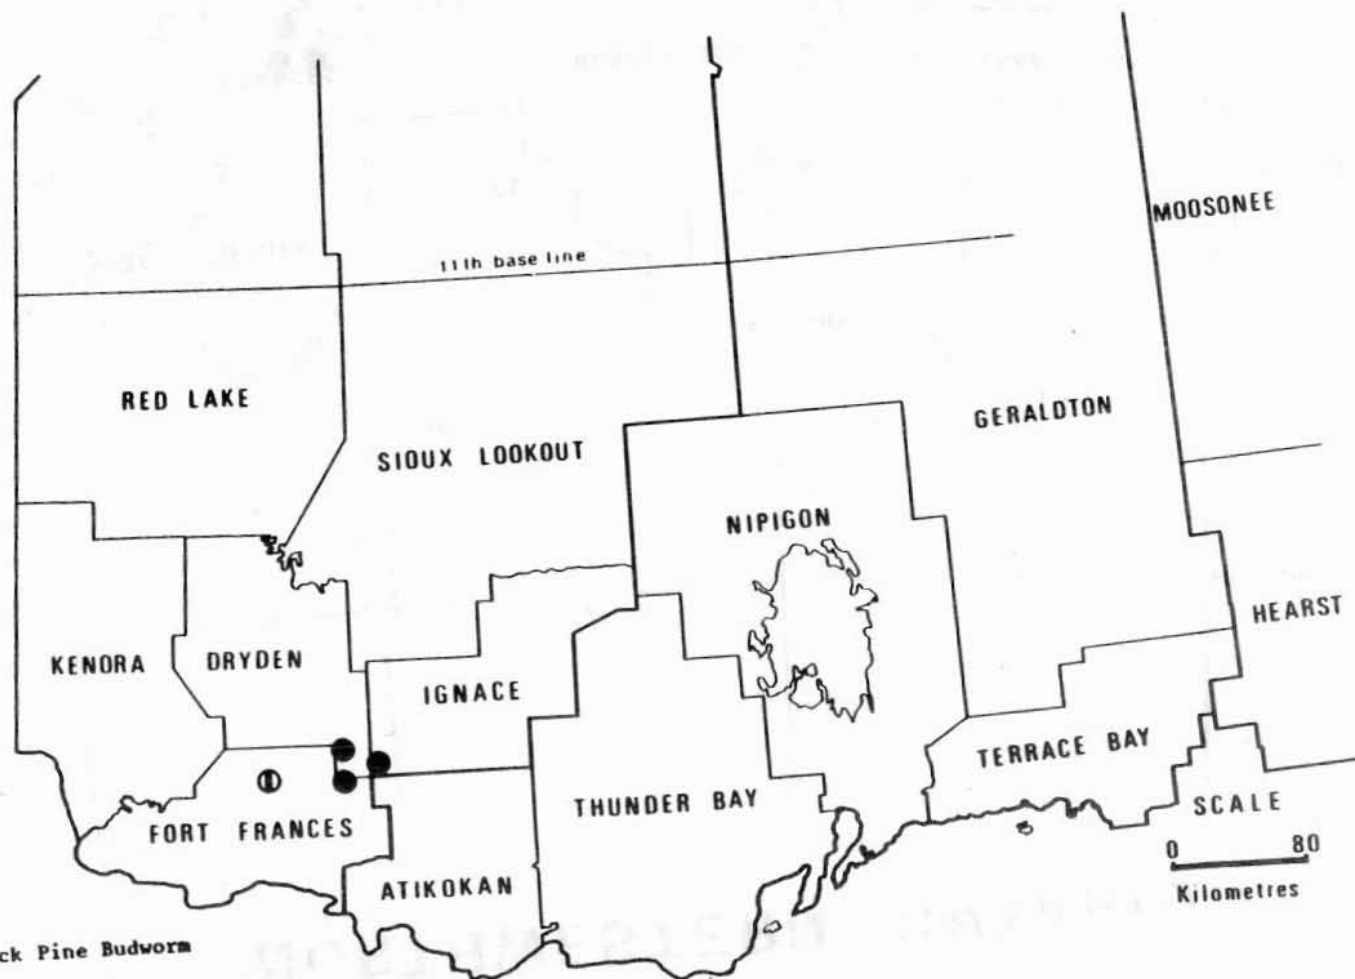 MOOSONEE
11th base line
RED LAKE
GERALDTON
SIOUX LOOKOUT
NIPIGON
HEARST
KENORA
DRYDEN
IGNACE
TERRACE BAY
THUNDER BAY
SCALE
FORT FRANCES
0 80
Kilometres
ATIKOKAN
ck Pine Budworm